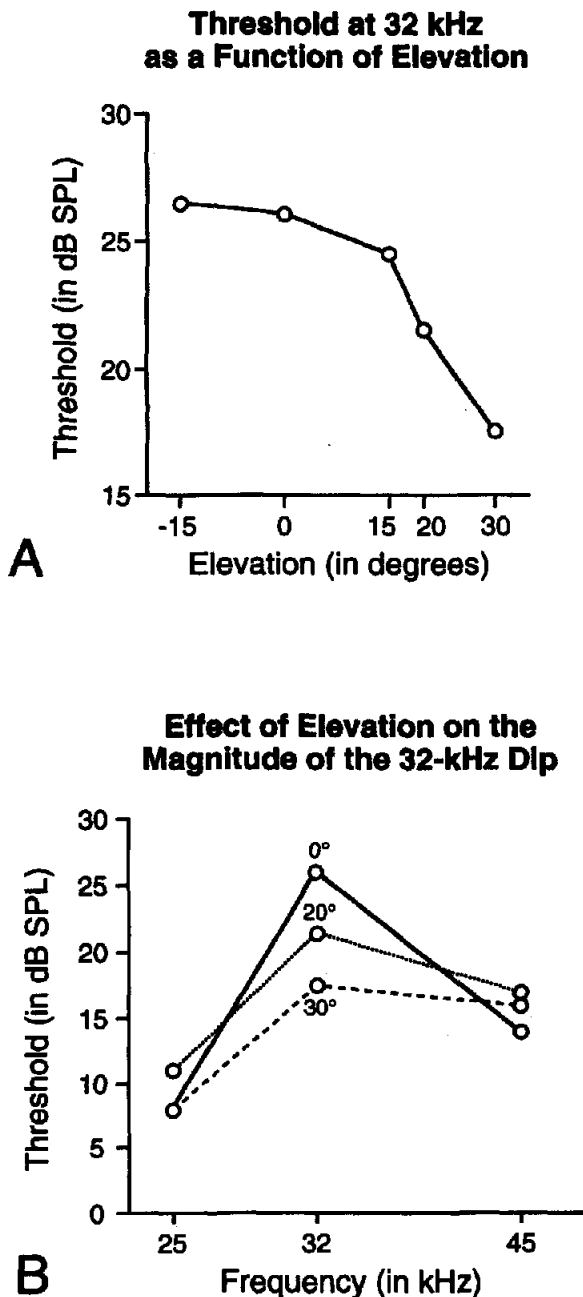 Threshold at 32 kHz
as a Function of Elevation
30
25
20
15
Threshold (in dB SPL)
-15 0 15 20 30
Elevation (in degrees)
A
Effect of Elevation on the
Magnitude of the 32-kHz Dip
30
25
20
15
10
5
0
Threshold (in dB SPL)
0°
20°
30°
25 32 45
Frequency (in kHz)
B